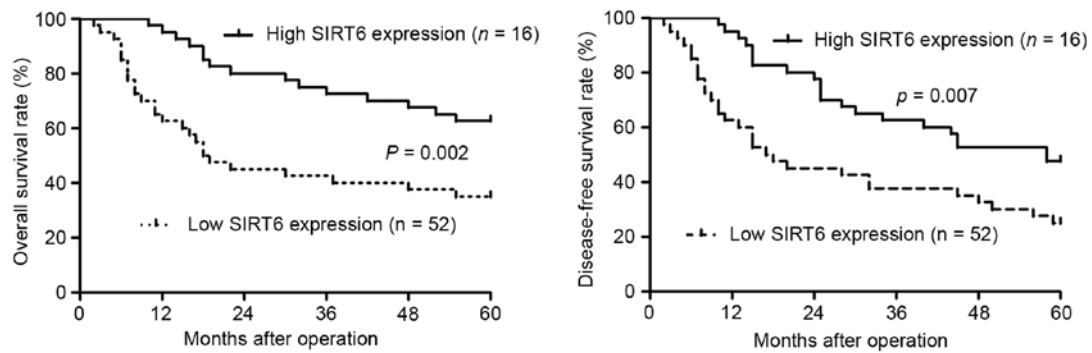 Overall survival rate (%)
100
80
60
40
20
0
High SIRT6 expression (n = 16)
P = 0.002
Low SIRT6 expression (n = 52)
0 12 24 36 48 60
Months after operation
Disease-free survival rate (%)
100
80
60
40
20
0
High SIRT6 expression (n = 16)
p = 0.007
Low SIRT6 expression (n = 52)
0 12 24 36 48 60
Months after operation